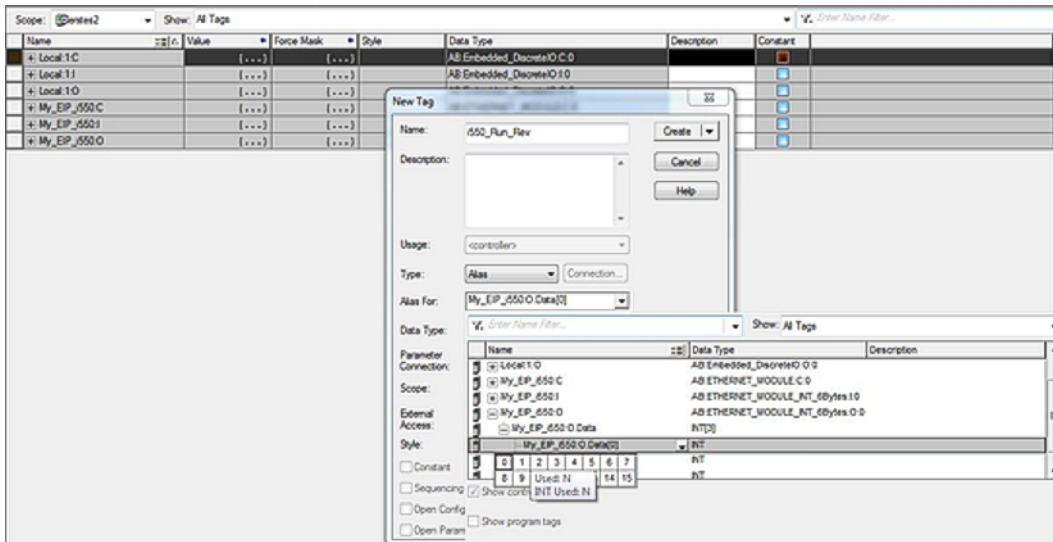 Scope: Gientes2 Show: All Tags Enter Name Filter...
Name Value Force Mask Style Data Type Description Constant
Local:1:C {...} {...} AB:Embedded_DiscreteIO:C:0
Local:1:I {...} {...} AB:Embedded_DiscreteIO:I:0
Local:1:O {...} {...}
My_EIP_i550:C {...} {...}
My_EIP_i550:I {...} {...}
My_EIP_i550:O {...} {...}
New Tag
Name: i550_Run_Rev Create
Description: Cancel
Help
Usage: <controller>
Type: Alias Connection...
Alias For: My_EIP_i550:O.Data[0]
Data Type: Enter Name Filter... Show: All Tags
Parameter Connection:
Name Data Type Description
Local:1:O AB:Embedded_DiscreteIO:O:0
My_EIP_i550:C AB:ETHERNET_MODULE:C:0
Scope: My_EIP_i550:I AB:ETHERNET_MODULE_INT_6Bytes:I:0
My_EIP_i550:O AB:ETHERNET_MODULE_INT_6Bytes:O:0
External Access: My_EIP_i550:O.Data INT[3]
Style: My_EIP_i550:O.Data[0] INT
Constant 0 1 2 3 4 5 6 7 INT
8 9 Used: N 14 15 INT
Sequencing Show contr INT Used: N
Open Config
Show program tags
Open Param